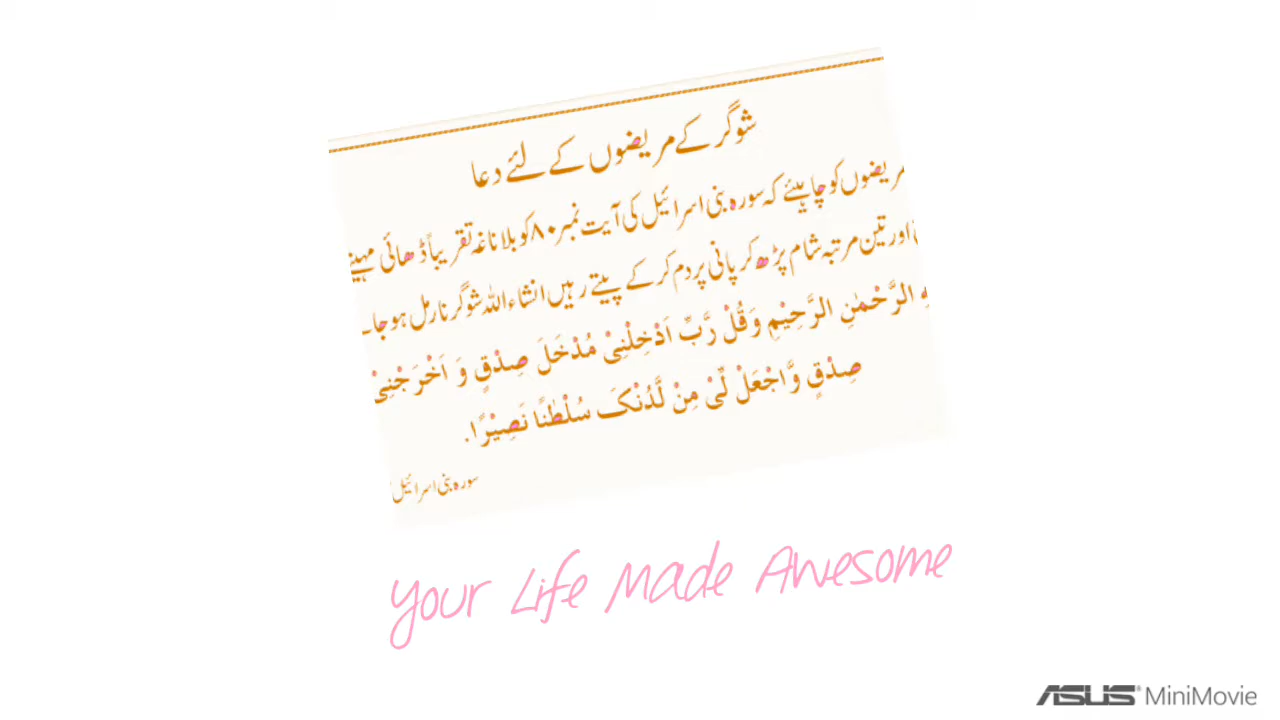 شوگر کے مریضوں کے لئے دعا
مریضوں کو چاہیئے کہ سورہ بنی اسرائیل کی آیت نمبر ۸۰ کو بلا ناغہ تقریباً ڈھائی مہینے
اور تین مرتبہ شام پڑھ کر پانی پر دم کر کے پیتے رہیں انشاء اللہ شوگر نارمل ہو جا
الرَّحْمٰنِ الرَّحِيْمِ وَقُلْ رَّبِّ اَدْخِلْنِىْ مُدْخَلَ صِدْقٍ وَ اَخْرَجْنِىْ
صِدْقٍ وَّاجْعَلْ لِّىْ مِنْ لَّدُنْکَ سُلْطٰنًا نَصِيْرًا.
سورہ بنی اسرائیل
Your Life Made Awesome
ASUS MiniMovie